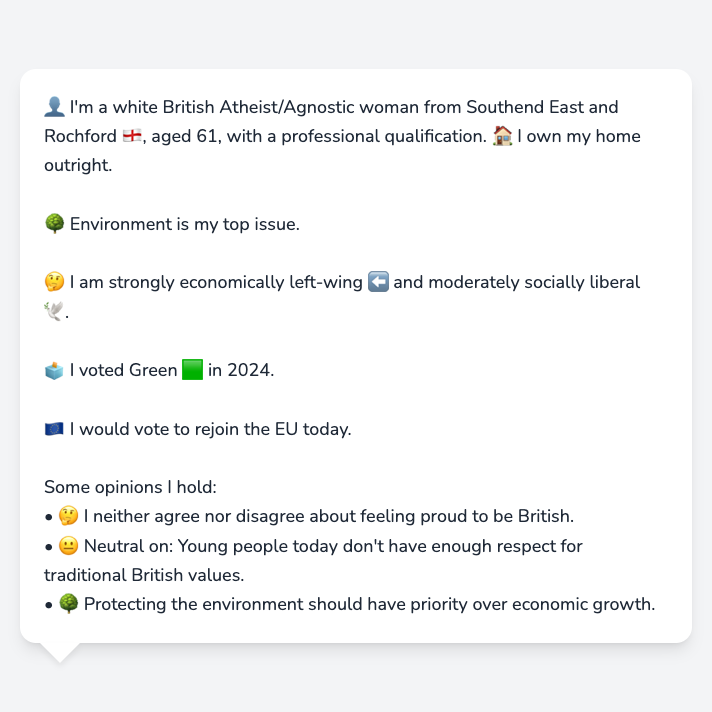 👤 I'm a white British Atheist/Agnostic woman from Southend East and
Rochford 🏴󠁧󠁢󠁥󠁮󠁧󠁿, aged 61, with a professional qualification. 🏠 I own my home
outright.
🌳 Environment is my top issue.
🤔 I am strongly economically left-wing ⬅️ and moderately socially liberal
🕊️.
🗳️ I voted Green 🟩 in 2024.
🇪🇺 I would vote to rejoin the EU today.
Some opinions I hold:
• 🤔 I neither agree nor disagree about feeling proud to be British.
• 😐 Neutral on: Young people today don't have enough respect for
traditional British values.
• 🌳 Protecting the environment should have priority over economic growth.